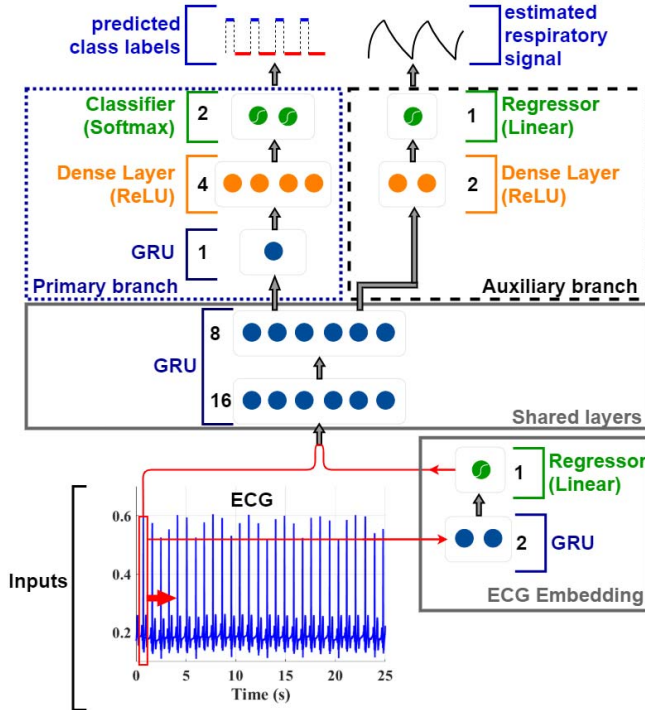 predicted
class labels
estimated
respiratory
signal
Classifier
(Softmax)
2
1
Regressor
(Linear)
Dense Layer
(ReLU)
4
2
Dense Layer
(ReLU)
GRU
1
Primary branch
Auxiliary branch
8
GRU
16
Shared layers
ECG
1
Regressor
(Linear)
2
GRU
ECG Embedding
Inputs
0.6
0.4
0.2
0 5 10 15 20 25
Time (s)